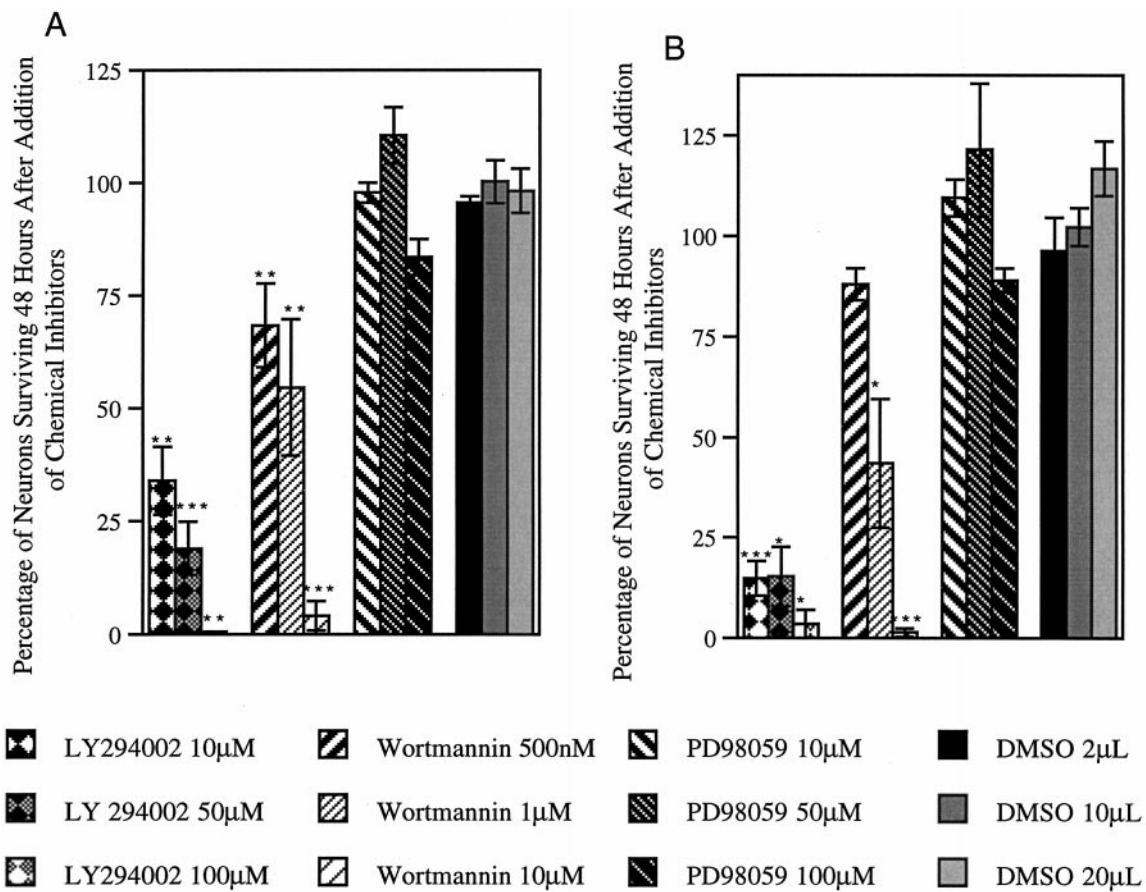 A
Percentage of Neurons Surviving 48 Hours After Addition
of Chemical Inhibitors
125
100
75
50
25
0
**
***
**
**
**
***
B
Percentage of Neurons Surviving 48 Hours After Addition
of Chemical Inhibitors
125
100
75
50
25
0
***
*
*
*
***
LY294002 10µM
Wortmannin 500nM
PD98059 10µM
DMSO 2µL
LY 294002 50µM
Wortmannin 1µM
PD98059 50µM
DMSO 10µL
LY294002 100µM
Wortmannin 10µM
PD98059 100µM
DMSO 20µL